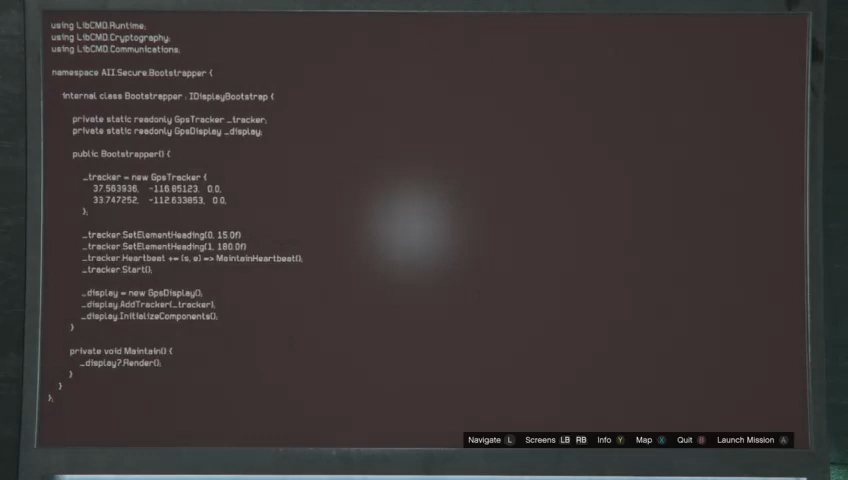 using LibCMD.Runtime;
using LibCMD.Cryptography;
using LibCMD.Communications;
namespace AII.Secure.Bootstrapper {
internal class Bootstrapper : IDisplayBootstrap {
private static readonly GpsTracker _tracker;
private static readonly GpsDisplay _display;
public Bootstrapper() {
_tracker = new GpsTracker {
37.563936, -116.85123, 0.0,
33.747252, -112.633853, 0.0,
};
_tracker.SetElementHeading(0, 15.0f)
_tracker.SetElementHeading(1, 180.0f)
_tracker.Heartbeat += (s, e) => MaintainHeartbeat();
_tracker.Start();
_display = new GpsDisplay();
_display.AddTracker(_tracker);
_display.InitializeComponents();
}
private void Maintain() {
_display?.Render();
}
}
};
Navigate L Screens LB RB Info Y Map X Quit B Launch Mission A